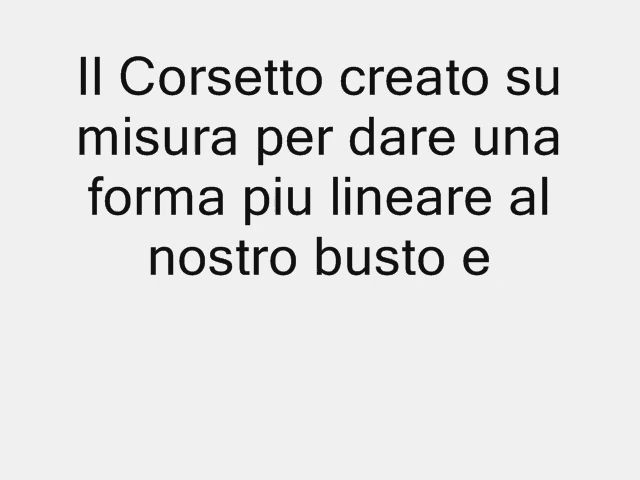 Il Corsetto creato su
misura per dare una
forma piu lineare al
nostro busto e